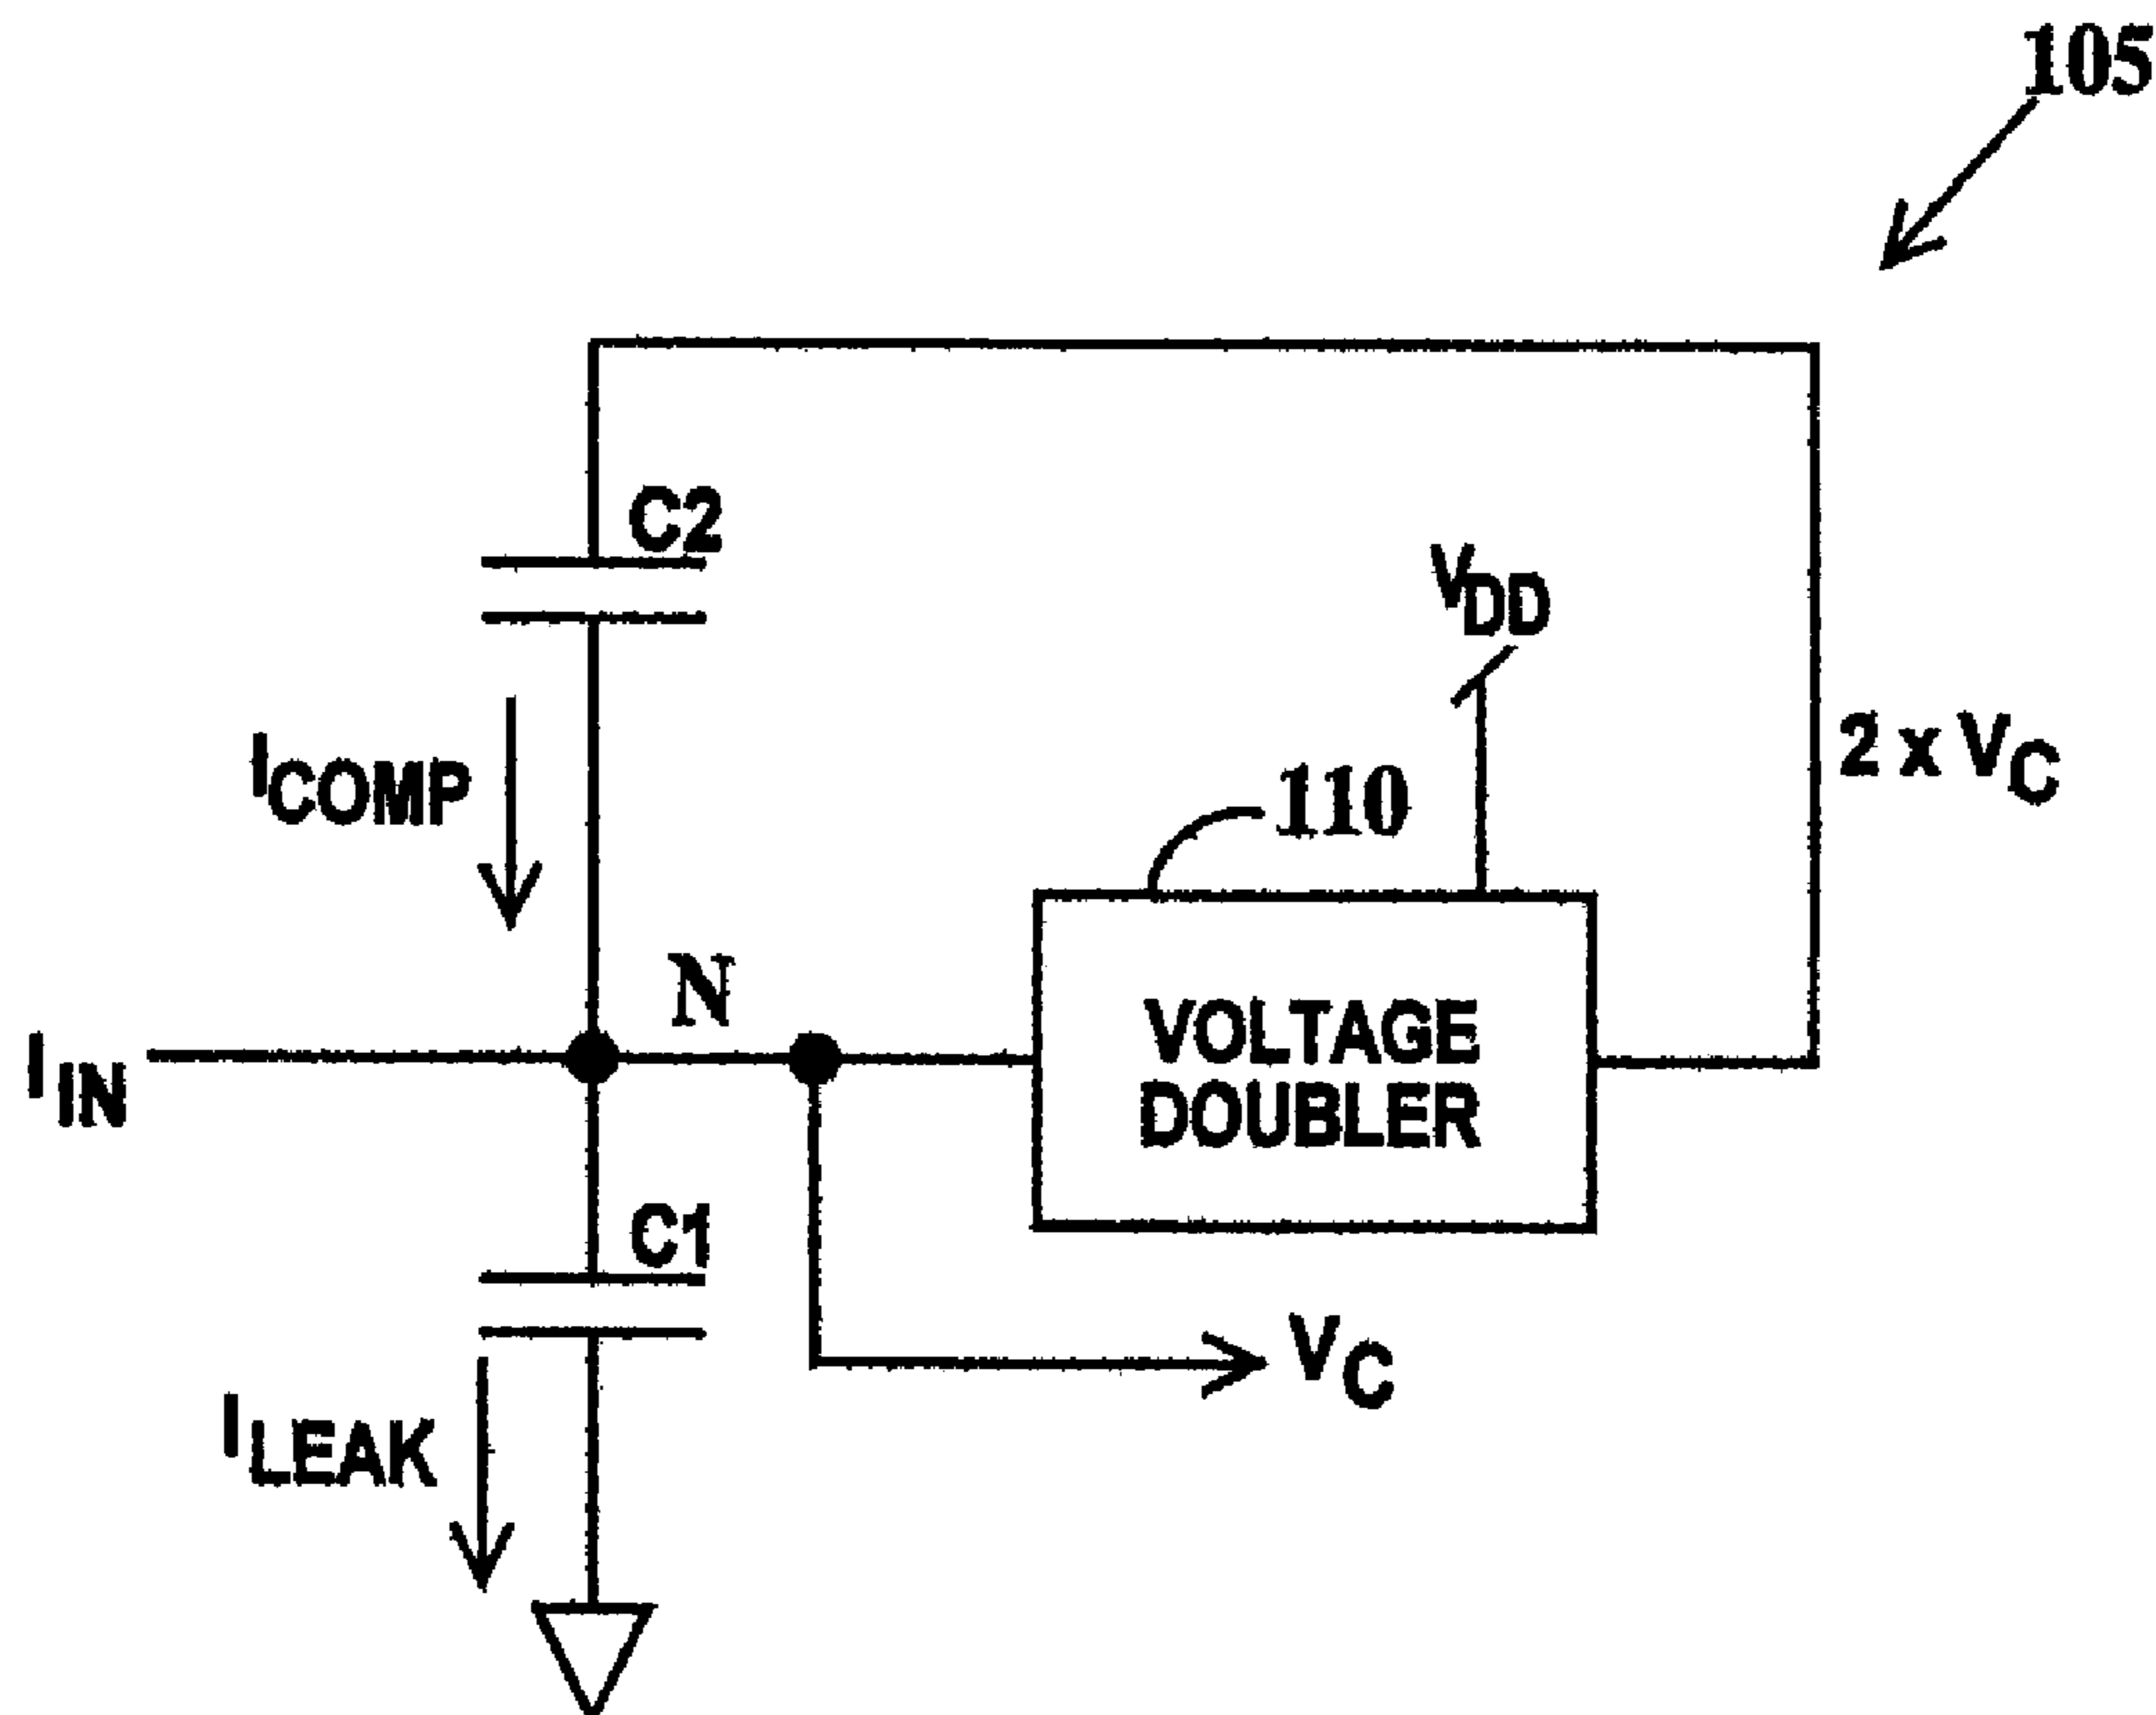 105
C2
VDD
ICOMP
110
2 x VC
N
IIN
VOLTAGE
DOUBLER
C1
VC
ILEAK